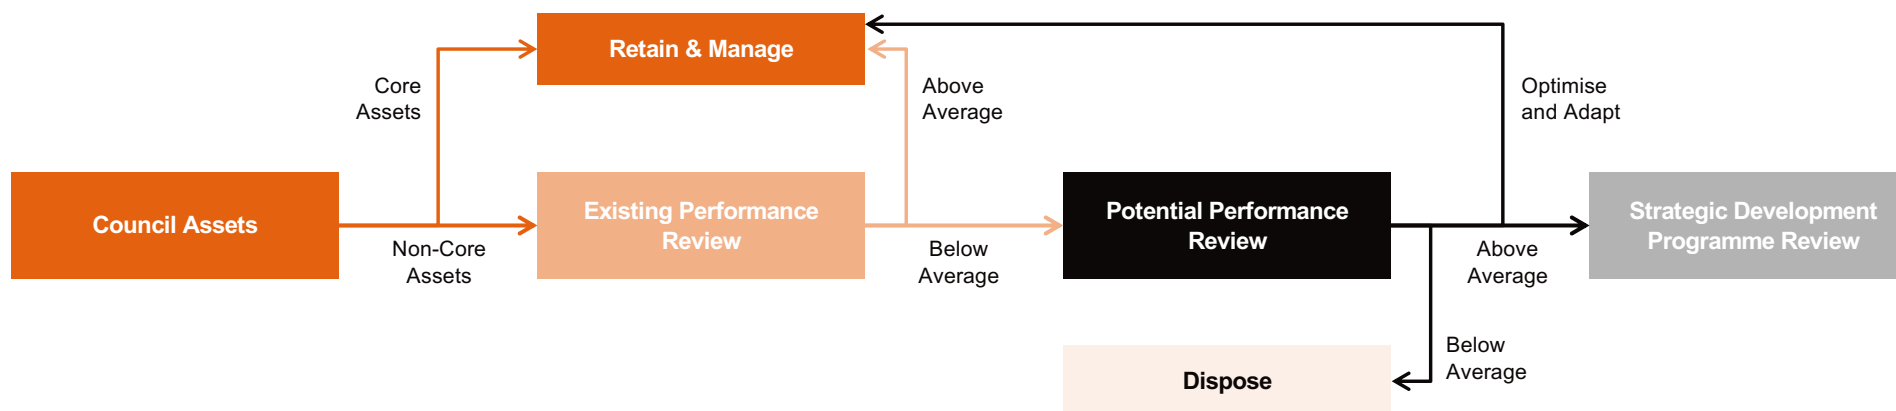 Retain & Manage
Core
Assets
Above
Average
Optimise
and Adapt
Council Assets
Non-Core
Assets
Existing Performance
Review
Below
Average
Potential Performance
Review
Above
Average
Strategic Development
Programme Review
Below
Average
Dispose